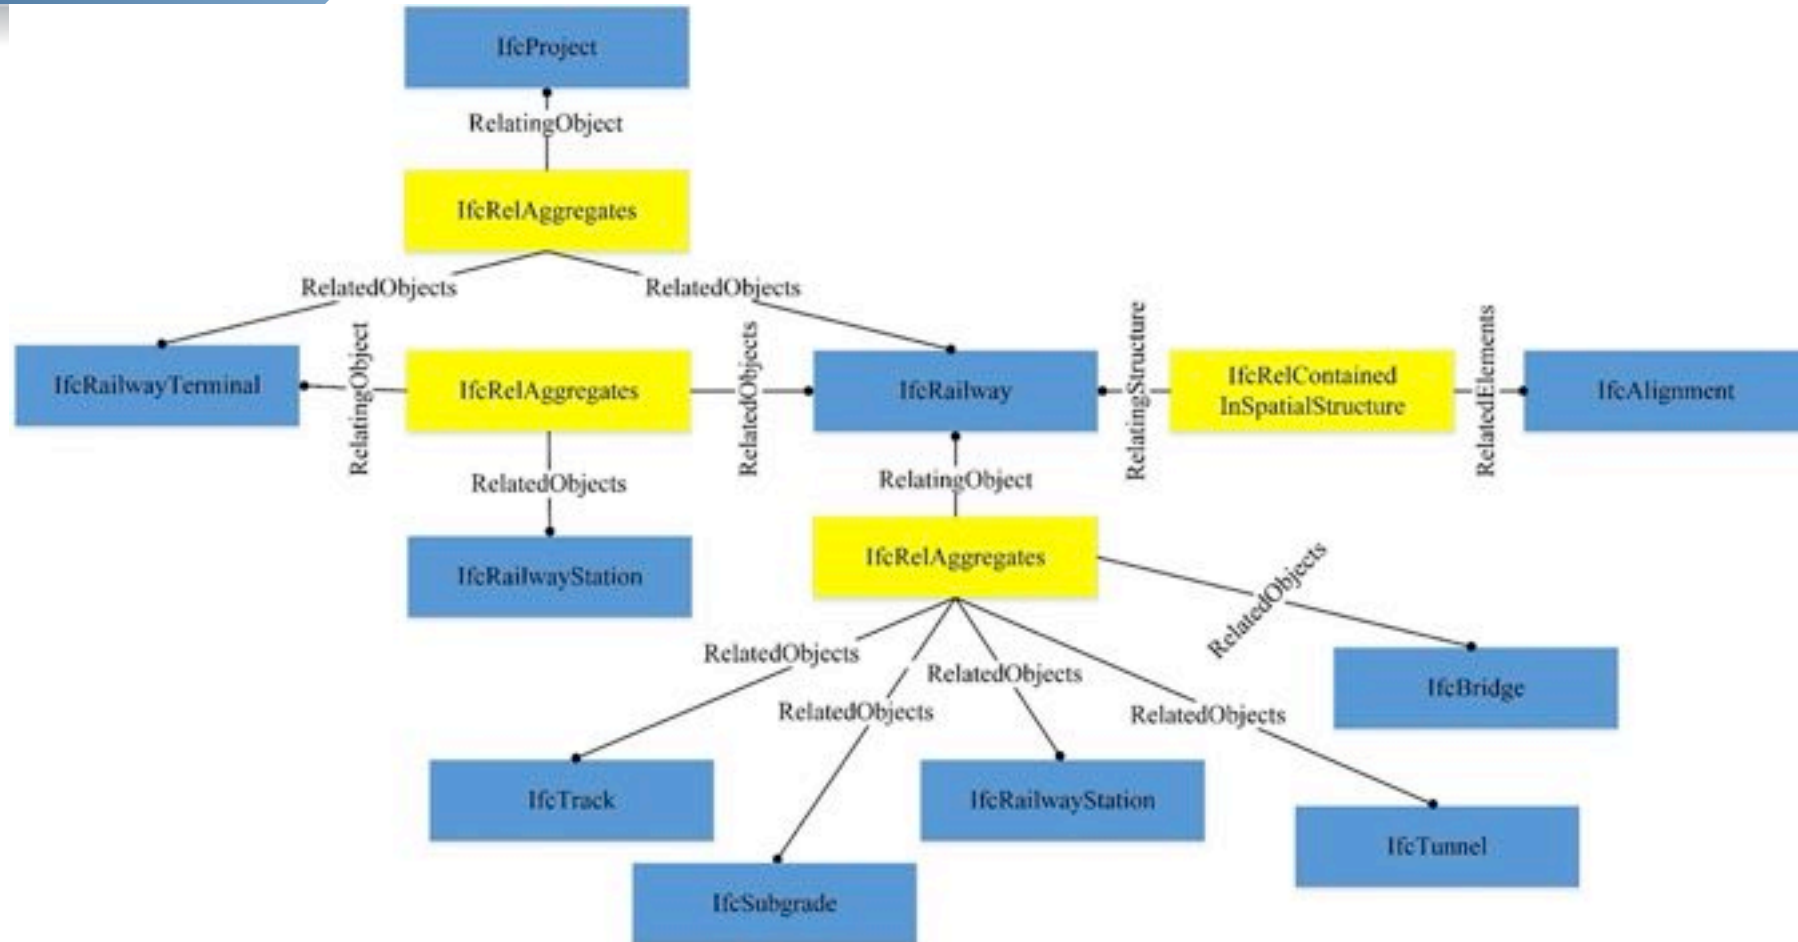 IfcProject
RelatingObject
IfcRelAggregates
RelatedObjects
RelatedObjects
IfcRailwayTerminal
RelatingObject
IfcRelAggregates
RelatedObjects
IfcRailway
RelatingStructure
IfcRelContained
InSpatialStructure
RelatedElements
IfcAlignment
RelatedObjects
RelatingObject
IfcRailwayStation
IfcRelAggregates
RelatedObjects
RelatedObjects
RelatedObjects
RelatedObjects
RelatedObjects
IfcBridge
IfcTrack
IfcRailwayStation
IfcTunnel
IfcSubgrade